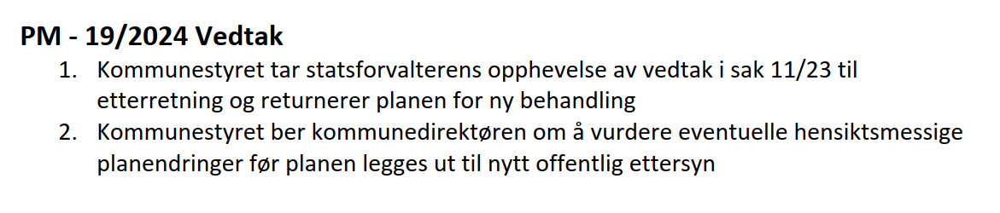 PM - 19/2024 Vedtak
1. Kommunestyret tar statsforvalterens opphevelse av vedtak i sak 11/23 til
etterretning og returnerer planen for ny behandling
2. Kommunestyret ber kommunedirektøren om å vurdere eventuelle hensiktsmessige
planendringer før planen legges ut til nytt offentlig ettersyn